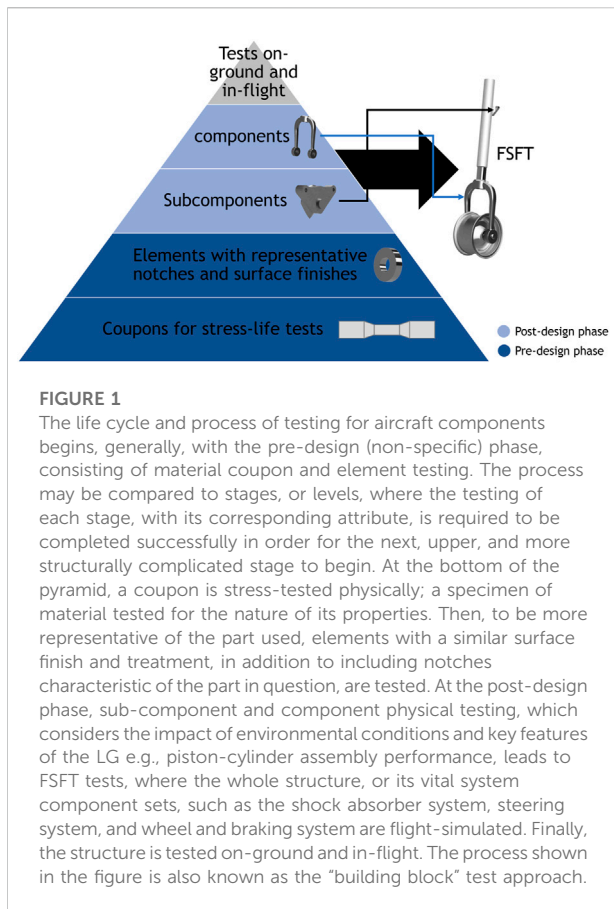 Tests on-
ground and
in-flight
components
Subcomponents
FSFT
Elements with representative
notches and surface finishes
Coupons for stress-life tests
Post-design phase
Pre-design phase
FIGURE 1
The life cycle and process of testing for aircraft components
begins, generally, with the pre-design (non-specific) phase,
consisting of material coupon and element testing. The process
may be compared to stages, or levels, where the testing of
each stage, with its corresponding attribute, is required to be
completed successfully in order for the next, upper, and more
structurally complicated stage to begin. At the bottom of the
pyramid, a coupon is stress-tested physically; a specimen of
material tested for the nature of its properties. Then, to be more
representative of the part used, elements with a similar surface
finish and treatment, in addition to including notches
characteristic of the part in question, are tested. At the post-design
phase, sub-component and component physical testing, which
considers the impact of environmental conditions and key features
of the LG e.g., piston-cylinder assembly performance, leads to
FSFT tests, where the whole structure, or its vital system
component sets, such as the shock absorber system, steering
system, and wheel and braking system are flight-simulated. Finally,
the structure is tested on-ground and in-flight. The process shown
in the figure is also known as the “building block” test approach.